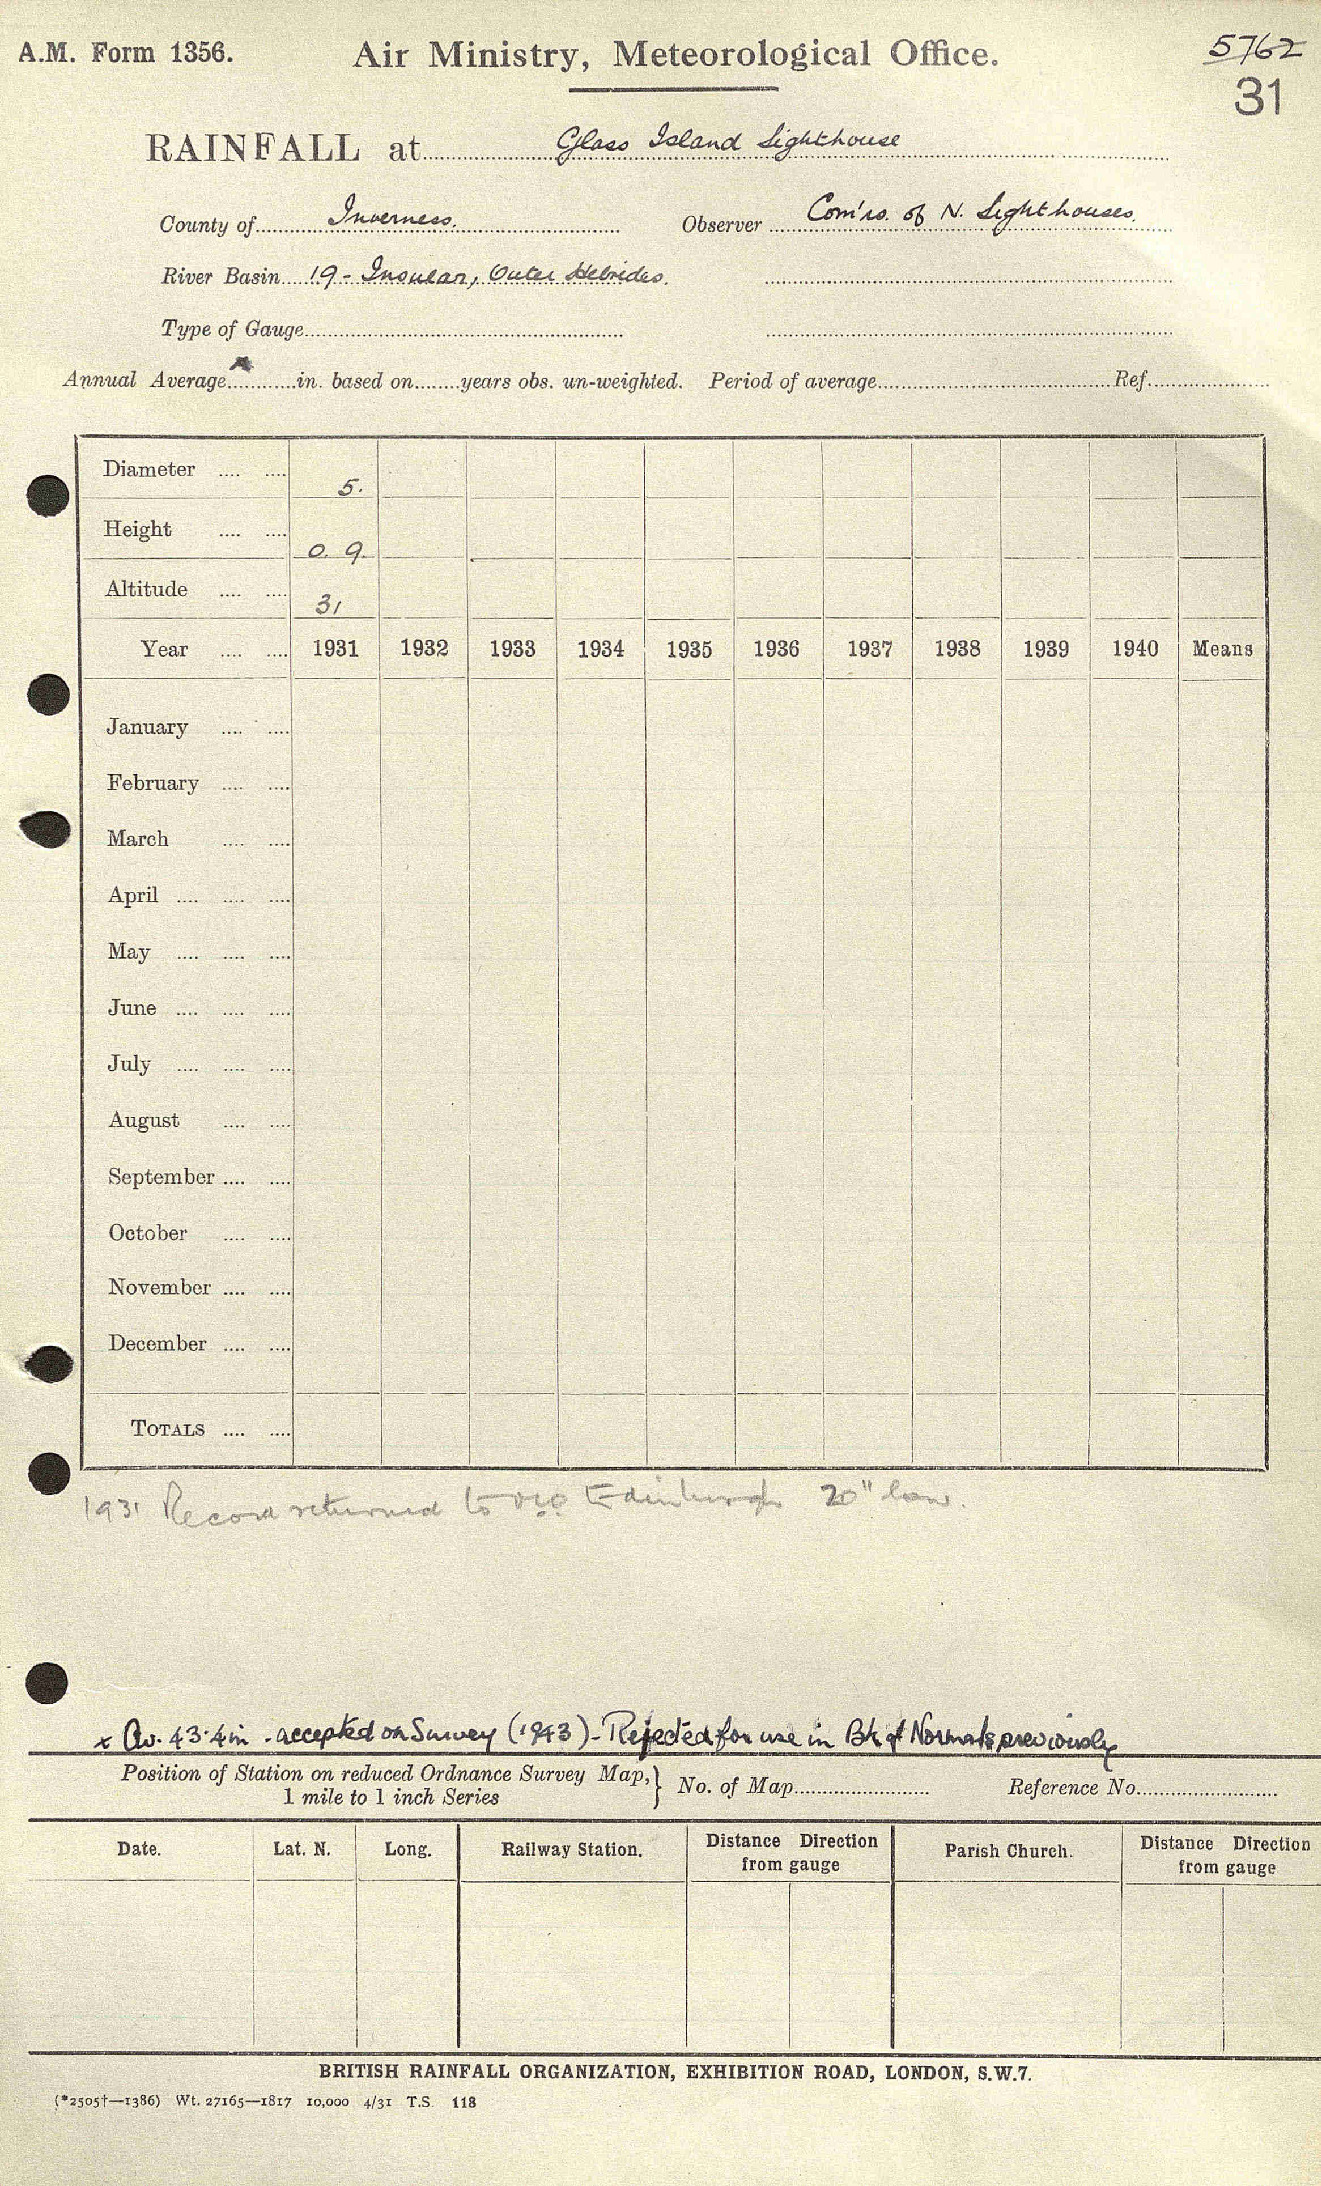 A.M. Form 1356.
Air Ministry, Meteorological Office.
5762
31
RAINFALL at Glass Island Lighthouse
County of Inverness. Observer Com'rs. of N. Lighthouses.
River Basin 19 - Insular, Outer Hebrides.
Type of Gauge
Annual Average x in. based on years obs. un-weighted. Period of average Ref.
Diameter 5.
Height 0. 9.
Altitude 31
Year 1931 1932 1933 1934 1935 1936 1937 1938 1939 1940 Means
January
February
March
April
May
June
July
August
September
October
November
December
TOTALS
1931 Record returned to Edinburgh 20" low.
x Av. 43.4in. accepted on Survey (1943) - Rejected for use in Bk of Normals previously
Position of Station on reduced Ordnance Survey Map, } No. of Map Reference No.
1 mile to 1 inch Series
Date. Lat. N. Long. Railway Station. Distance Direction from gauge Parish Church. Distance Direction from gauge
BRITISH RAINFALL ORGANIZATION, EXHIBITION ROAD, LONDON, S.W.7.
(*2505†—1386) Wt. 27165—1817 10,000 4/31 T.S. 118